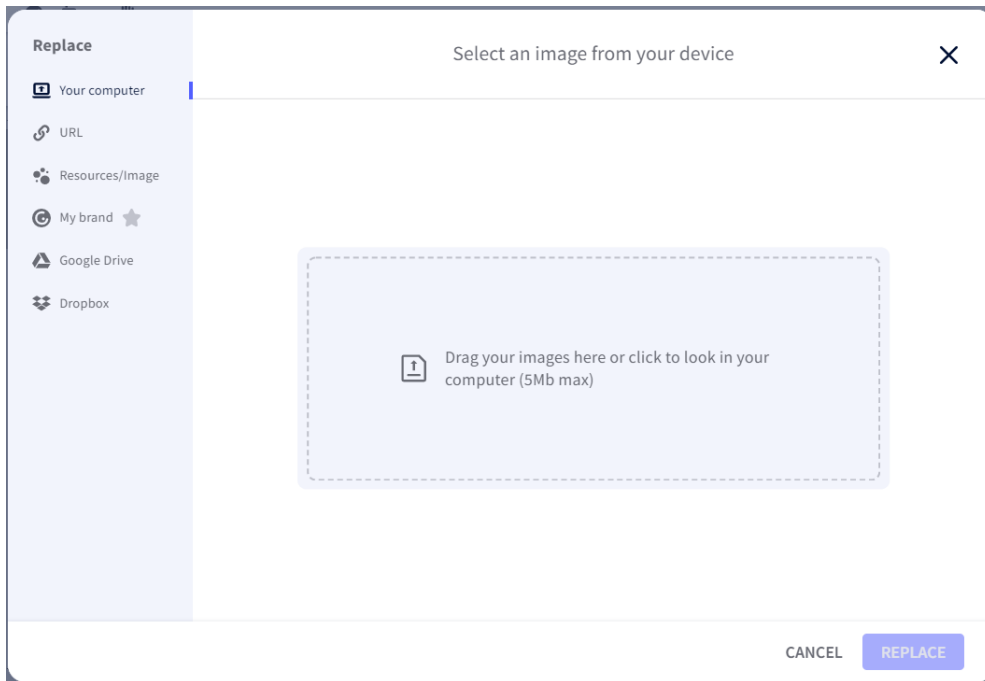 Replace
Select an image from your device
Your computer
URL
Resources/Image
My brand
Google Drive
Dropbox
Drag your images here or click to look in your
computer (5Mb max)
CANCEL
REPLACE